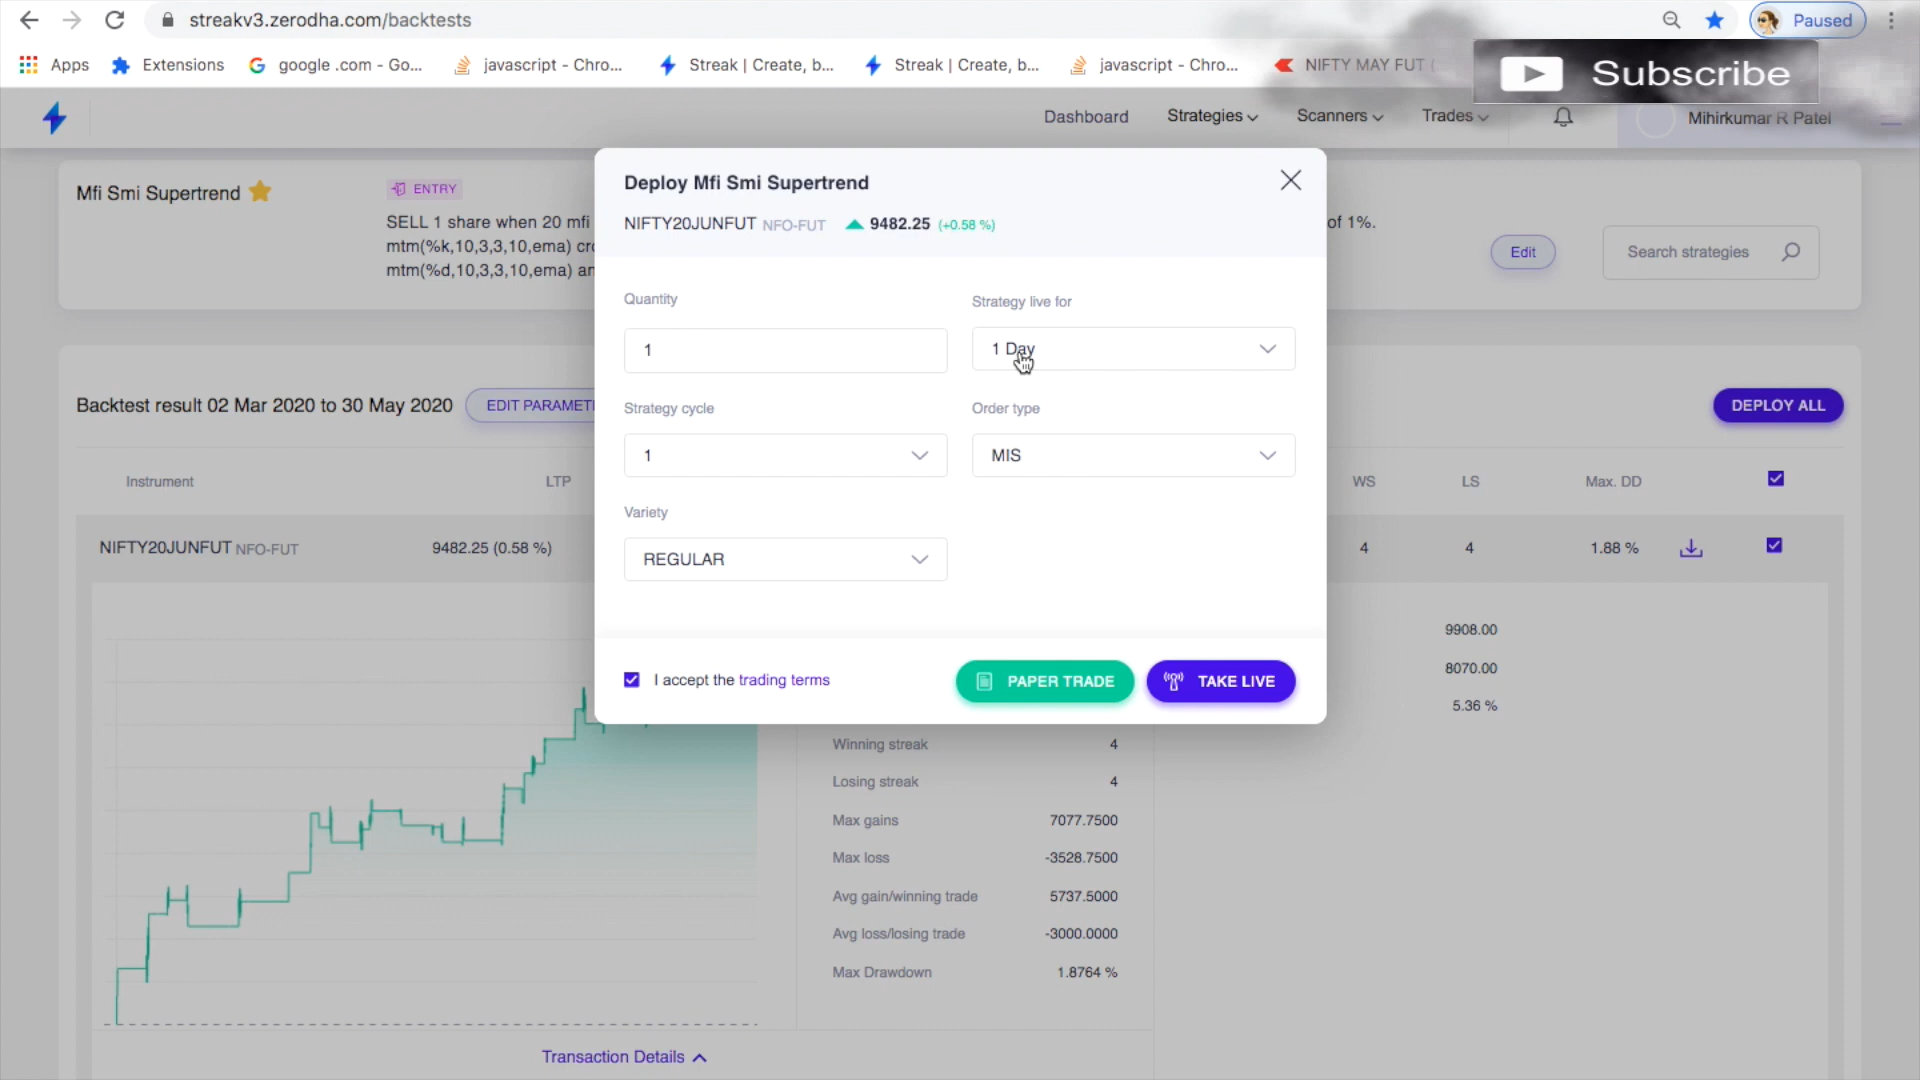 streakv3.zerodha.com/backtests
Paused
Apps
Extensions
google .com - Go...
javascript - Chro...
Streak | Create, b...
Streak | Create, b...
javascript - Chro...
NIFTY MAY FUT (
Subscribe
Dashboard
Strategies
Scanners
Trades
Mihirkumar R Patel
Mfi Smi Supertrend
ENTRY
SELL 1 share when 20 mfi
mtm(%k,10,3,3,10,ema)
mtm(%d,10,3,3,10,ema)
of 1%.
Edit
Search strategies
Deploy Mfi Smi Supertrend
NIFTY20JUNFUT NFO-FUT 9482.25 (+0.58 %)
Quantity
1
Strategy live for
1 Day
Strategy cycle
1
Order type
MIS
Variety
REGULAR
I accept the trading terms
PAPER TRADE
TAKE LIVE
Backtest result 02 Mar 2020 to 30 May 2020
EDIT
DEPLOY ALL
Instrument
LTP
WS
LS
Max. DD
NIFTY20JUNFUT NFO-FUT
9482.25 (0.58 %)
4
4
1.88 %
9908.00
8070.00
5.36 %
Winning streak 4
Losing streak 4
Max gains 7077.7500
Max loss -3528.7500
Avg gain/winning trade 5737.5000
Avg loss/losing trade -3000.0000
Max Drawdown 1.8764 %
Transaction Details